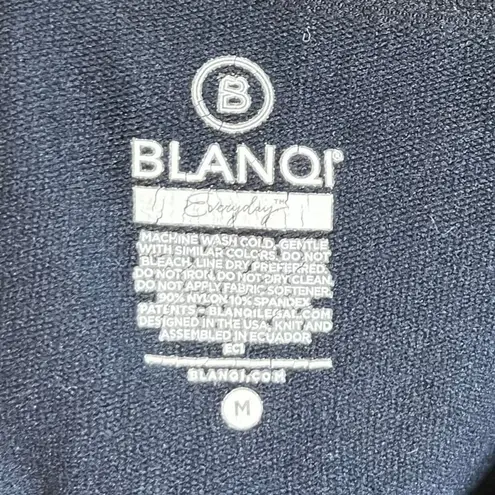 B
BLANQI®
Everyday™
MACHINE WASH COLD, GENTLE
WITH SIMILAR COLORS. DO NOT
BLEACH. LINE DRY PREFERRED.
DO NOT IRON. DO NOT DRY CLEAN.
DO NOT APPLY FABRIC SOFTENER.
90% NYLON 10% SPANDEX
PATENTS - BLANQILEGAL.COM
DESIGNED IN THE USA, KNIT AND
ASSEMBLED IN ECUADOR
EC1
BLANQI.COM
M